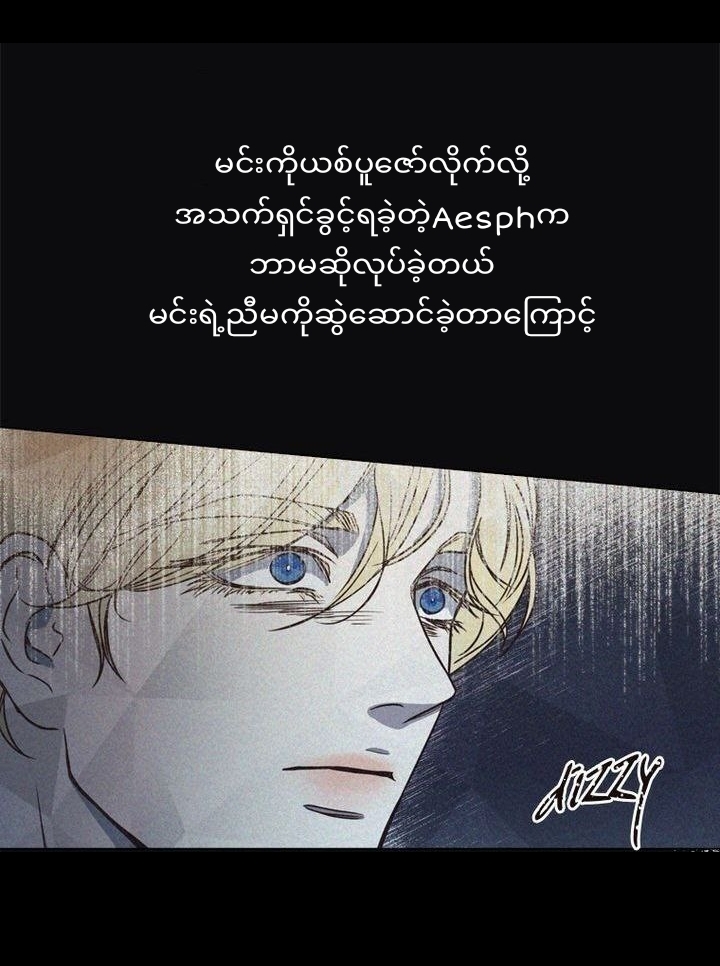 မင်းကိုယစ်ပူဇော်လိုက်လို့
အသက်ရှင်ခွင့်ရခဲ့တဲ့Aesphက
ဘာမဆိုလုပ်ခဲ့တယ်
မင်းရဲ့ညီမကိုဆွဲဆောင်ခဲ့တာကြောင့်
dizzy